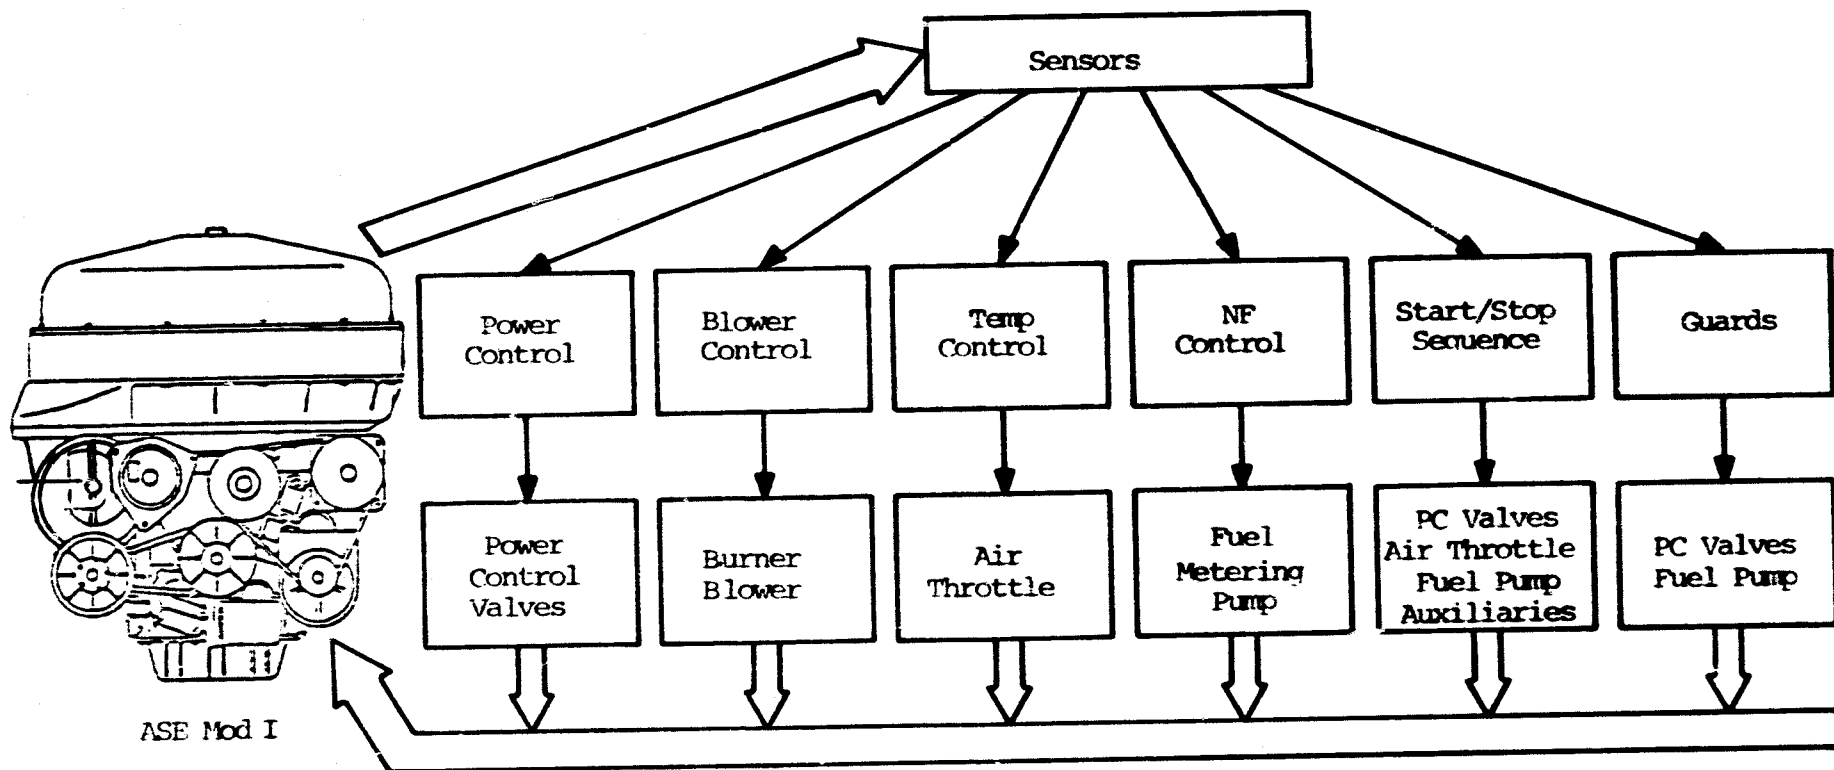 Sensors
Power
Control
Blower
Control
Temp
Control
NF
Control
Start/Stop
Sequence
Guards
Power
Control
Valves
Burner
Blower
Air
Throttle
Fuel
Metering
Pump
PC Valves
Air Throttle
Fuel Pump
Auxiliaries
PC Valves
Fuel Pump
ASE Mod I